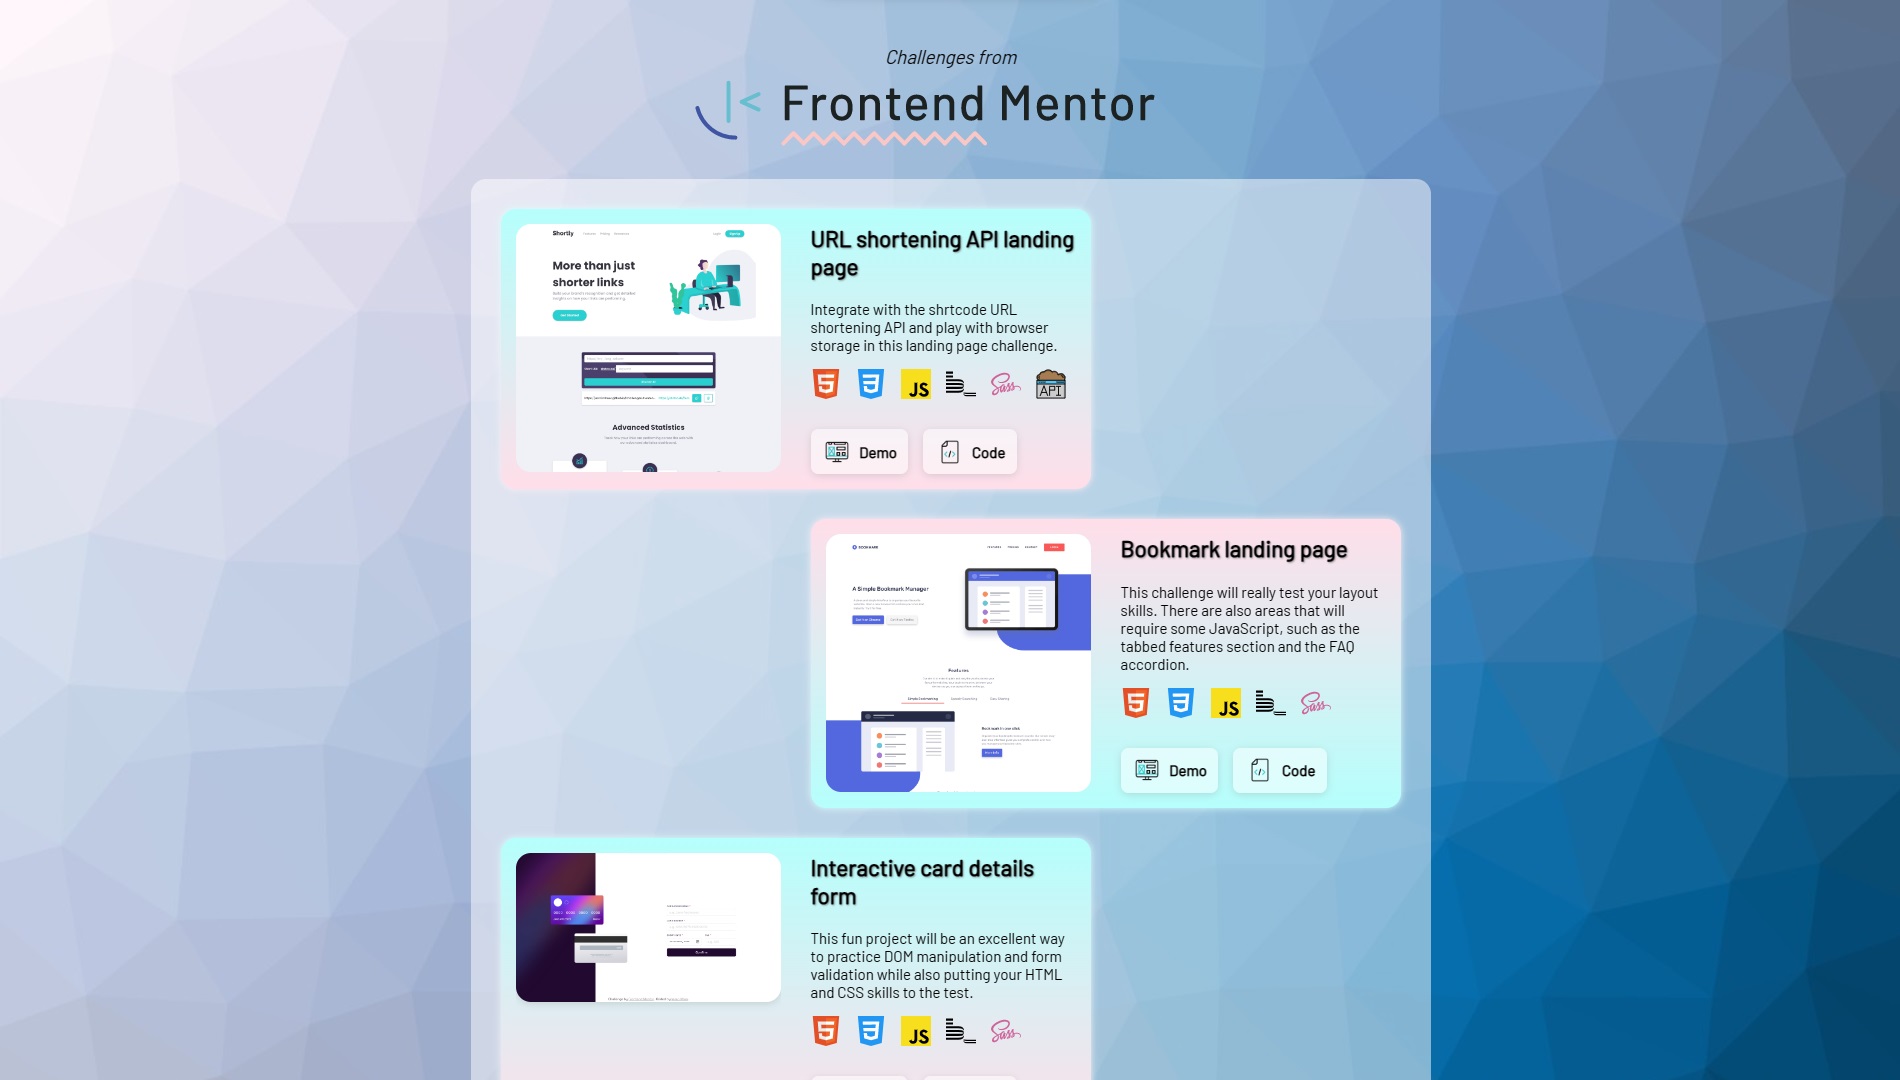 Challenges from
Frontend Mentor
Shortly
More than just
shorter links
Advanced Statistics
URL shortening API landing
page
Integrate with the shrtcode URL
shortening API and play with browser
storage in this landing page challenge.
JS
Sass
API
Demo
Code
BOOKMARK
A Simple Bookmark Manager
Features
Bookmark landing page
This challenge will really test your layout
skills. There are also areas that will
require some JavaScript, such as the
tabbed features section and the FAQ
accordion.
JS
Sass
Demo
Code
Interactive card details
form
This fun project will be an excellent way
to practice DOM manipulation and form
validation while also putting your HTML
and CSS skills to the test.
JS
Sass